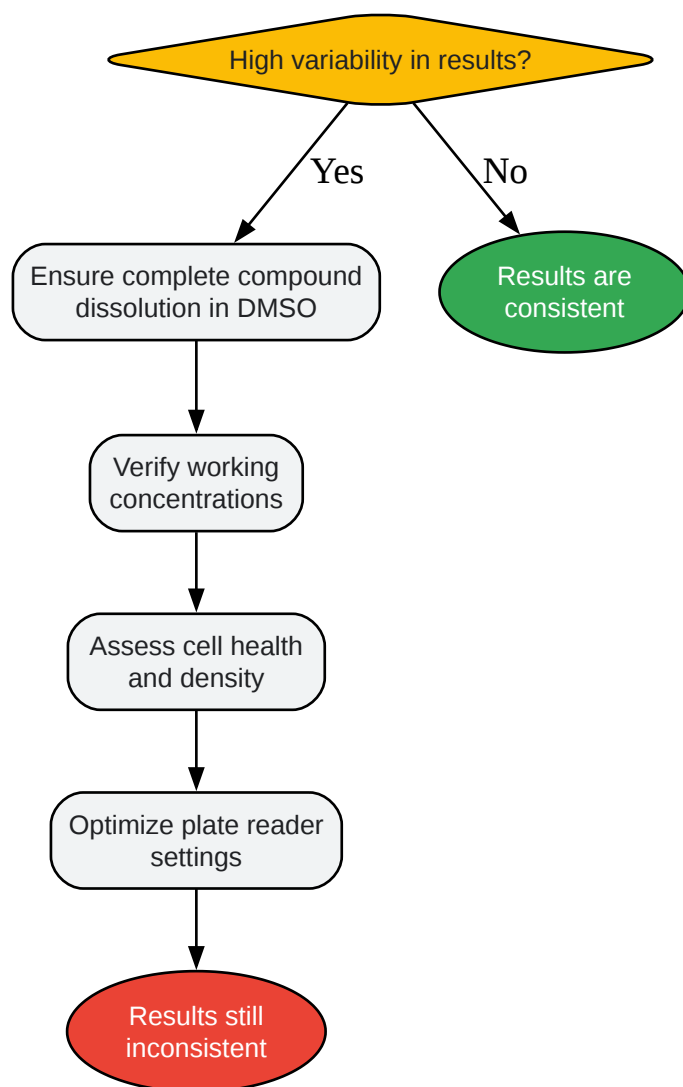 High variability in results?
Yes
No
Ensure complete compound
dissolution in DMSO
Results are
consistent
Verify working
concentrations
Assess cell health
and density
Optimize plate reader
settings
Results still
inconsistent